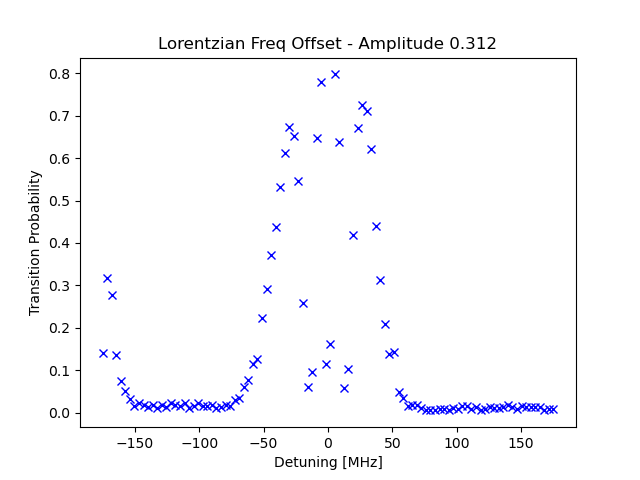 Lorentzian Freq Offset - Amplitude 0.312
Transition Probability
0.8
0.7
0.6
0.5
0.4
0.3
0.2
0.1
0.0
−150 −100 −50 0 50 100 150
Detuning [MHz]